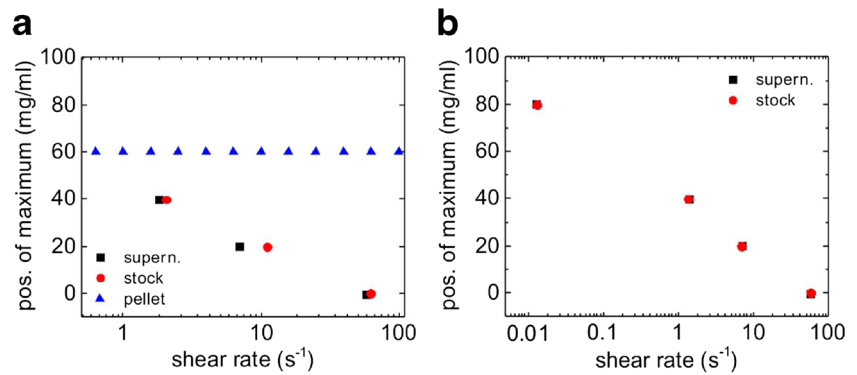 a
100
80
60
40
20
0
pos. of maximum (mg/ml)
supern.
stock
pellet
1 10 100
shear rate (s⁻¹)
b
100
80
60
40
20
0
pos. of maximum (mg/ml)
supern.
stock
0.01 0.1 1 10 100
shear rate (s⁻¹)